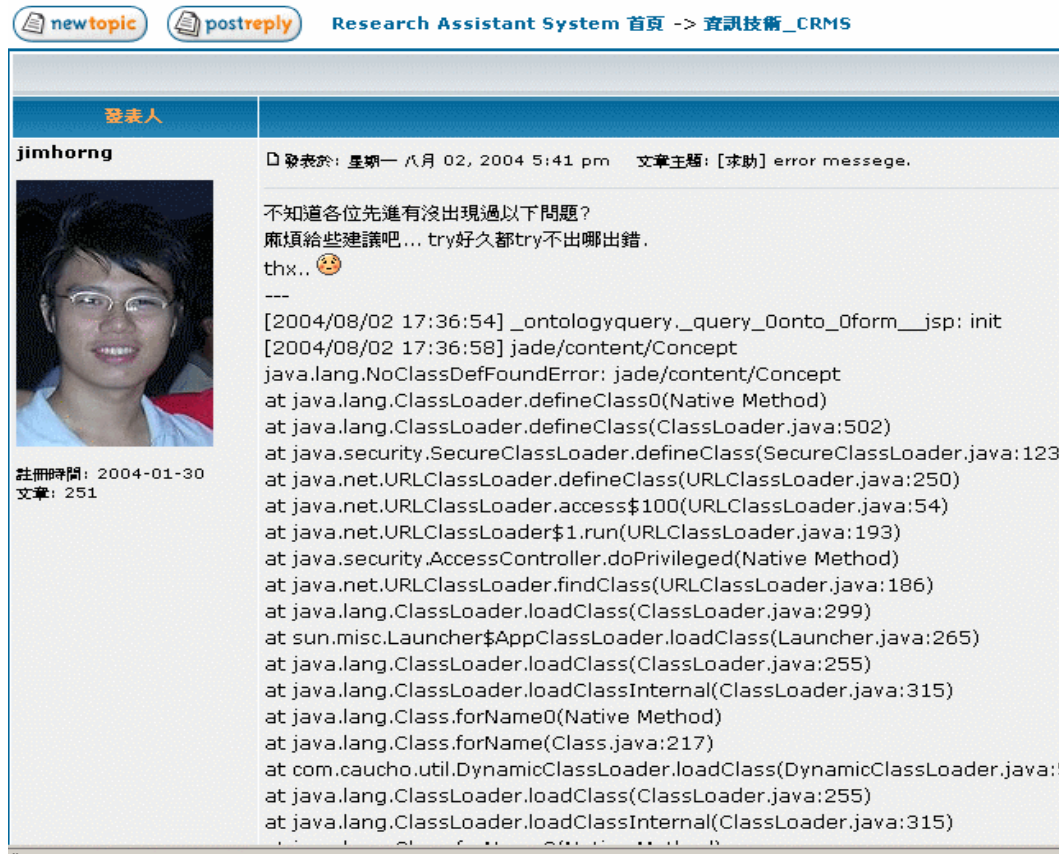 newtopic postreply Research Assistant System 首頁 -> 資訊技術_CRMS
發表人
jimhorng
發表於: 星期一 八月 02, 2004 5:41 pm 文章主題: [求助] error messege.
不知道各位先進有沒出現過以下問題?
麻煩給些建議吧... try好久都try不出哪出錯.
thx..
---
[2004/08/02 17:36:54] _ontologyquery._query_0onto_0form__jsp: init
[2004/08/02 17:36:58] jade/content/Concept
java.lang.NoClassDefFoundError: jade/content/Concept
at java.lang.ClassLoader.defineClass0(Native Method)
at java.lang.ClassLoader.defineClass(ClassLoader.java:502)
at java.security.SecureClassLoader.defineClass(SecureClassLoader.java:123
註冊時間: 2004-01-30
文章: 251
at java.net.URLClassLoader.defineClass(URLClassLoader.java:250)
at java.net.URLClassLoader.access$100(URLClassLoader.java:54)
at java.net.URLClassLoader$1.run(URLClassLoader.java:193)
at java.security.AccessController.doPrivileged(Native Method)
at java.net.URLClassLoader.findClass(URLClassLoader.java:186)
at java.lang.ClassLoader.loadClass(ClassLoader.java:299)
at sun.misc.Launcher$AppClassLoader.loadClass(Launcher.java:265)
at java.lang.ClassLoader.loadClass(ClassLoader.java:255)
at java.lang.ClassLoader.loadClassInternal(ClassLoader.java:315)
at java.lang.Class.forName0(Native Method)
at java.lang.Class.forName(Class.java:217)
at com.caucho.util.DynamicClassLoader.loadClass(DynamicClassLoader.java:
at java.lang.ClassLoader.loadClass(ClassLoader.java:255)
at java.lang.ClassLoader.loadClassInternal(ClassLoader.java:315)